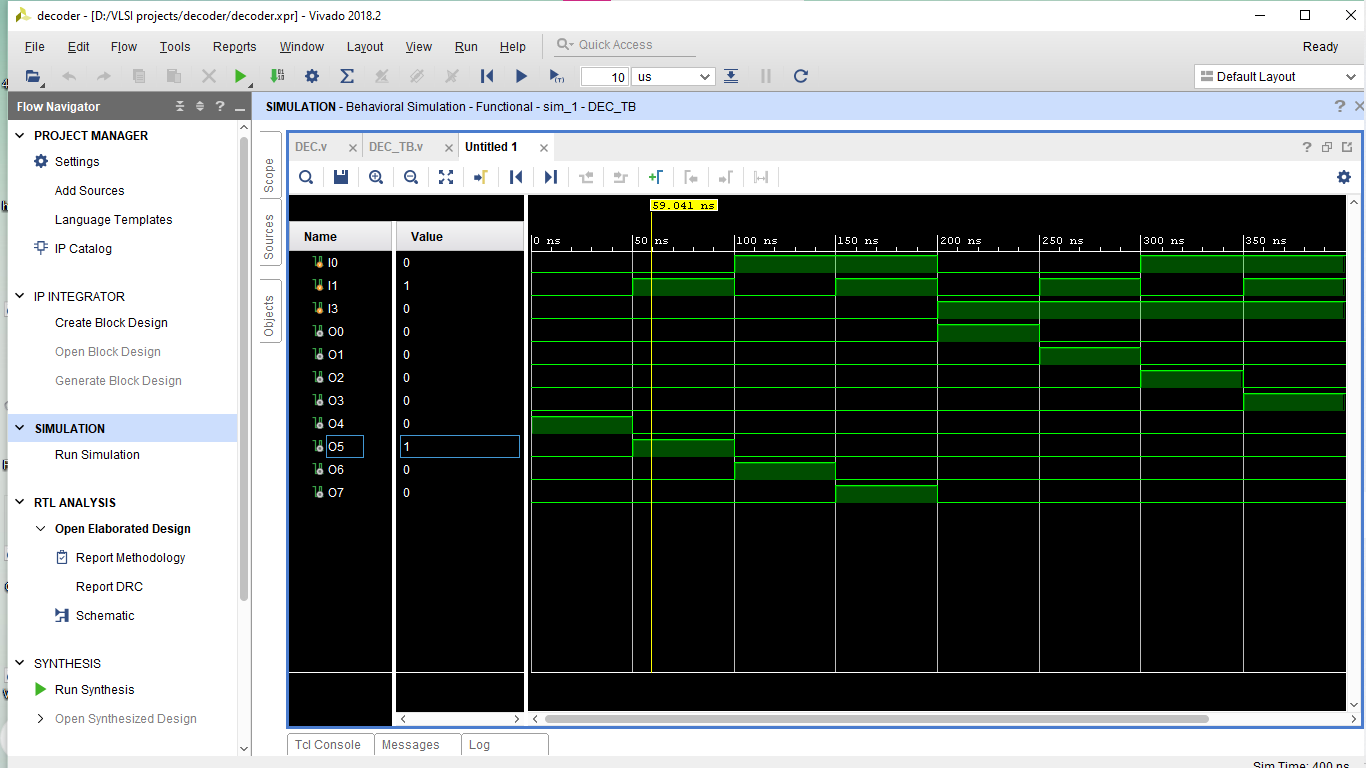 decoder - [D:/VLSI projects/decoder/decoder.xpr] - Vivado 2018.2
File Edit Flow Tools Reports Window Layout View Run Help Quick Access Ready
10 us Default Layout
Flow Navigator
SIMULATION - Behavioral Simulation - Functional - sim_1 - DEC_TB
PROJECT MANAGER
Settings
Add Sources
Language Templates
IP Catalog
IP INTEGRATOR
Create Block Design
Open Block Design
Generate Block Design
SIMULATION
Run Simulation
RTL ANALYSIS
Open Elaborated Design
Report Methodology
Report DRC
Schematic
SYNTHESIS
Run Synthesis
Open Synthesized Design
Scope
Sources
Objects
DEC.v DEC_TB.v Untitled 1
59.041 ns
Name Value
0 ns 50 ns 100 ns 150 ns 200 ns 250 ns 300 ns 350 ns
I0 0
I1 1
I3 0
O0 0
O1 0
O2 0
O3 0
O4 0
O5 1
O6 0
O7 0
Tcl Console Messages Log
Sim Time: 400 ns